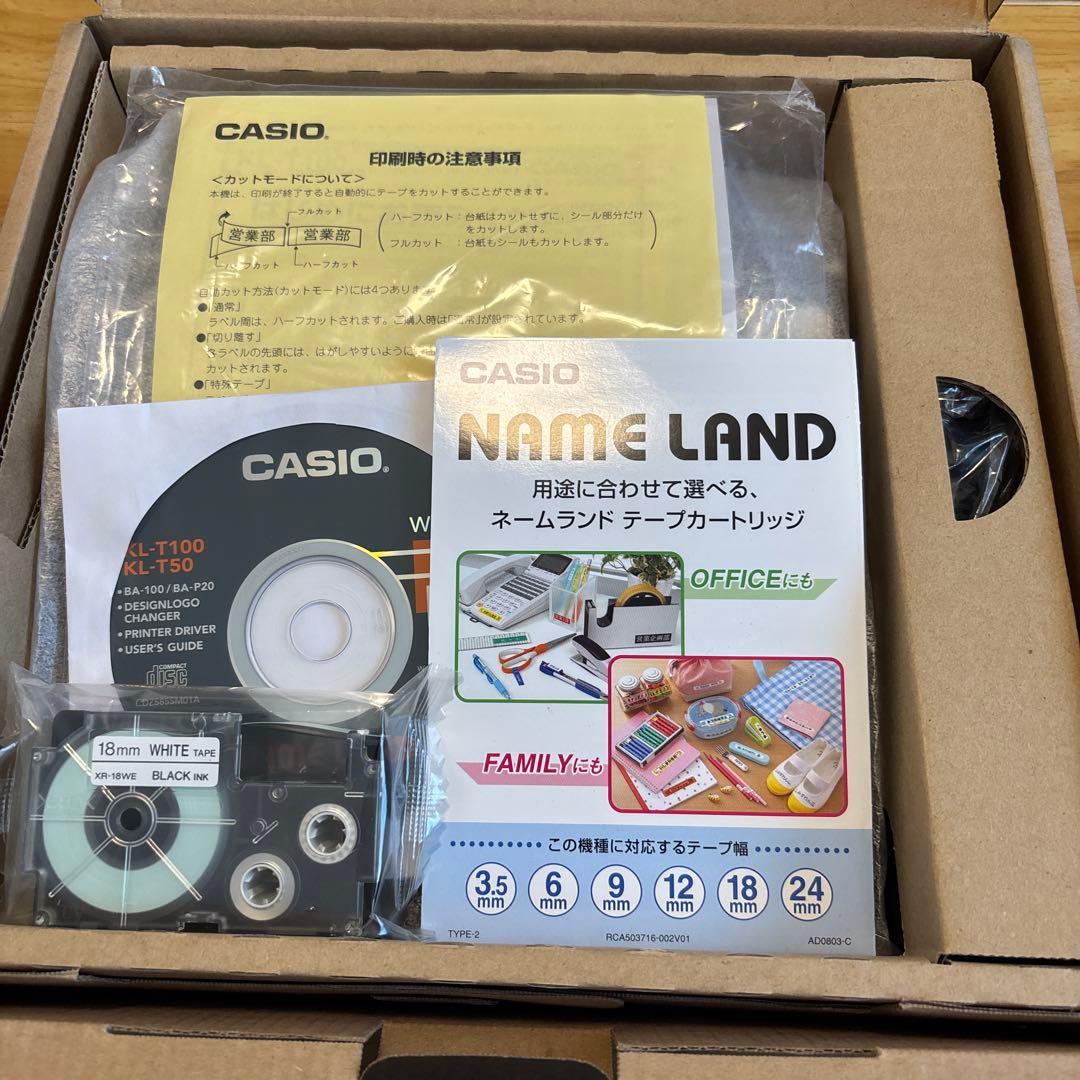 CASIO®
印刷時の注意事項
＜カットモードについて＞
本機は、印刷が終了すると自動的にテープをカットすることができます。
フルカット
営業部 営業部
ハーフカット ハーフカット
ハーフカット：台紙はカットせずに、シール部分だけ
をカットします。
フルカット ：台紙もシールもカットします。
自動カット方法(カットモード)には4つあります
●「通常」
ラベル間は、ハーフカットされます。ご購入時は「通常」が設定されています。
●「切り離す」
各ラベルの先頭には、はがしやすいように
カットされます。
●「特殊テープ」
CASIO®
KL-T100
KL-T50
• BA-100 / BA-P20
• DESIGNLOGO
CHANGER
• PRINTER DRIVER
• USER'S GUIDE
COMPACT
disc
18mm WHITE TAPE
XR-18WE BLACK INK
CASIO
NAME LAND
用途に合わせて選べる、
ネームランド テープカートリッジ
OFFICEにも
営業企画部
FAMILYにも
この機種に対応するテープ幅
3.5 mm
6 mm
9 mm
12 mm
18 mm
24 mm
TYPE-2
RCA503716-002V01
AD0803-C